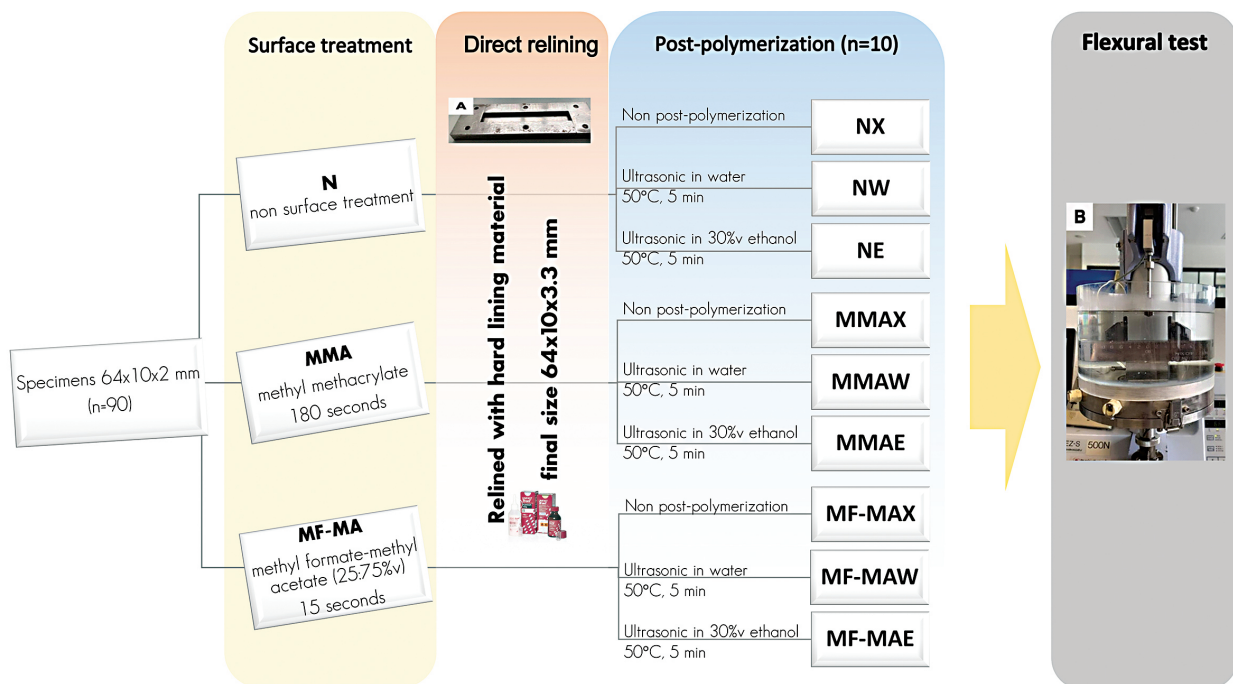 Surface treatment
Direct relining
Post-polymerization (n=10)
Flexural test
Specimens 64x10x2 mm
(n=90)
N
non surface treatment
MMA
methyl methacrylate
180 seconds
MF-MA
methyl formate-methyl
acetate (25:75%v)
15 seconds
A
Relined with hard lining material
final size 64x10x3.3 mm
Non post-polymerization
NX
Ultrasonic in water
50°C, 5 min
NW
Ultrasonic in 30%v ethanol
50°C, 5 min
NE
Non post-polymerization
MMAX
Ultrasonic in water
50°C, 5 min
MMAW
Ultrasonic in 30%v ethanol
50°C, 5 min
MMAE
Non post-polymerization
MF-MAX
Ultrasonic in water
50°C, 5 min
MF-MAW
Ultrasonic in 30%v ethanol
50°C, 5 min
MF-MAE
B
EZ-S 500N